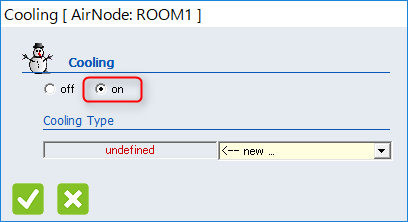 Cooling [ AirNode: ROOM1 ]
Cooling
off on
Cooling Type
undefined <-- new ...